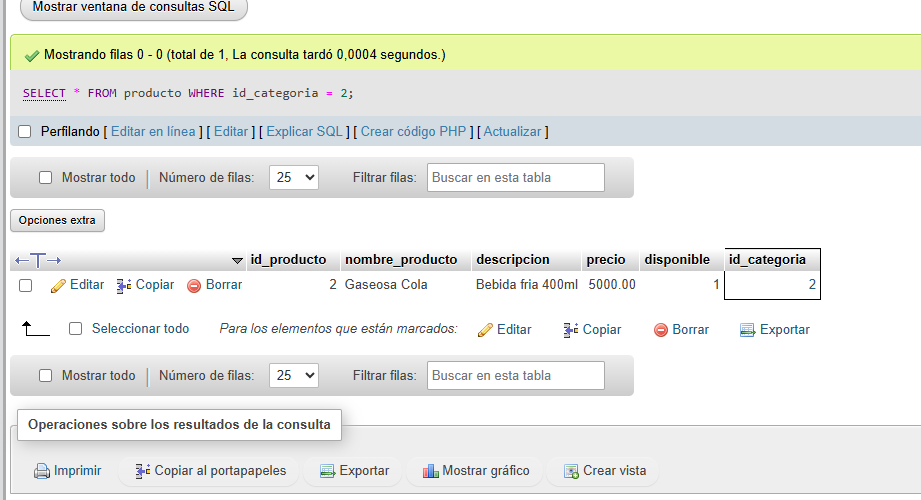 Mostrar ventana de consultas SQL
Mostrando filas 0 - 0 (total de 1, La consulta tardó 0,0004 segundos.)
SELECT * FROM producto WHERE id_categoria = 2;
Perfilando [ Editar en línea ] [ Editar ] [ Explicar SQL ] [ Crear código PHP ] [ Actualizar ]
Mostrar todo Número de filas: 25 Filtrar filas: Buscar en esta tabla
Opciones extra
id_producto nombre_producto descripcion precio disponible id_categoria
Editar Copiar Borrar 2 Gaseosa Cola Bebida fria 400ml 5000.00 1 2
Seleccionar todo Para los elementos que están marcados: Editar Copiar Borrar Exportar
Mostrar todo Número de filas: 25 Filtrar filas: Buscar en esta tabla
Operaciones sobre los resultados de la consulta
Imprimir Copiar al portapapeles Exportar Mostrar gráfico Crear vista